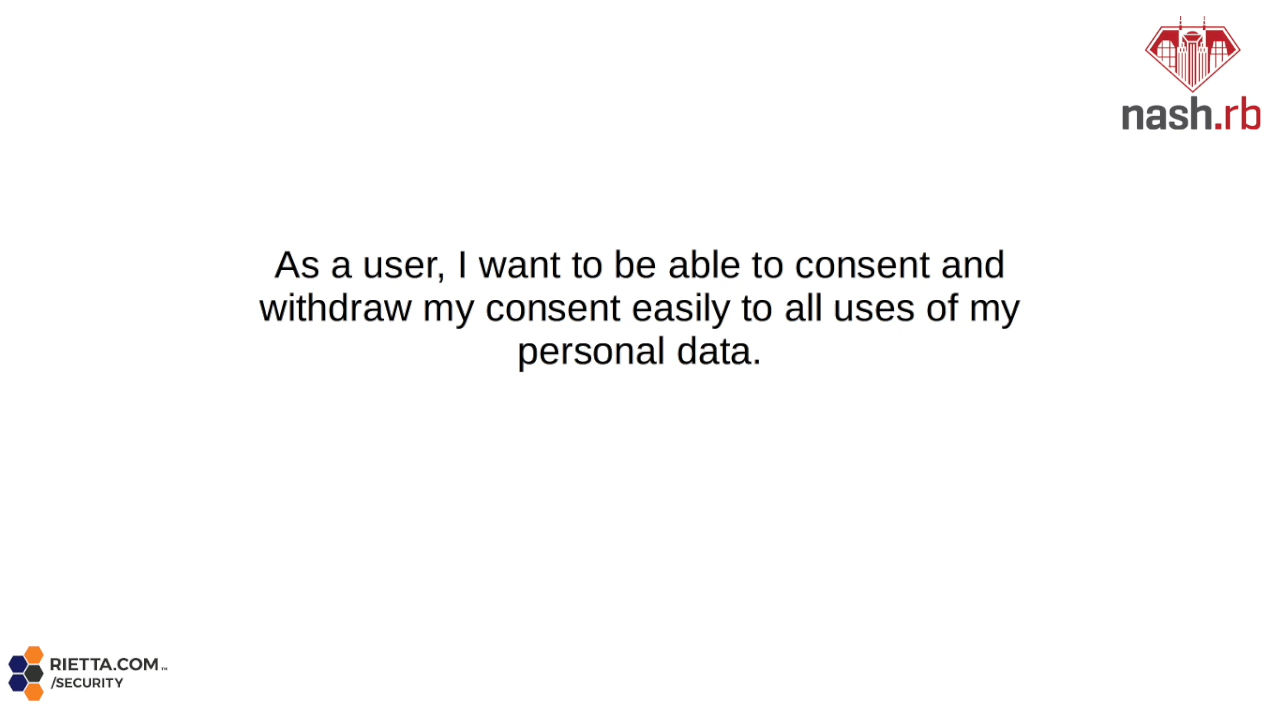 nash.rb
As a user, I want to be able to consent and
withdraw my consent easily to all uses of my
personal data.
RIETTA.COM
/SECURITY